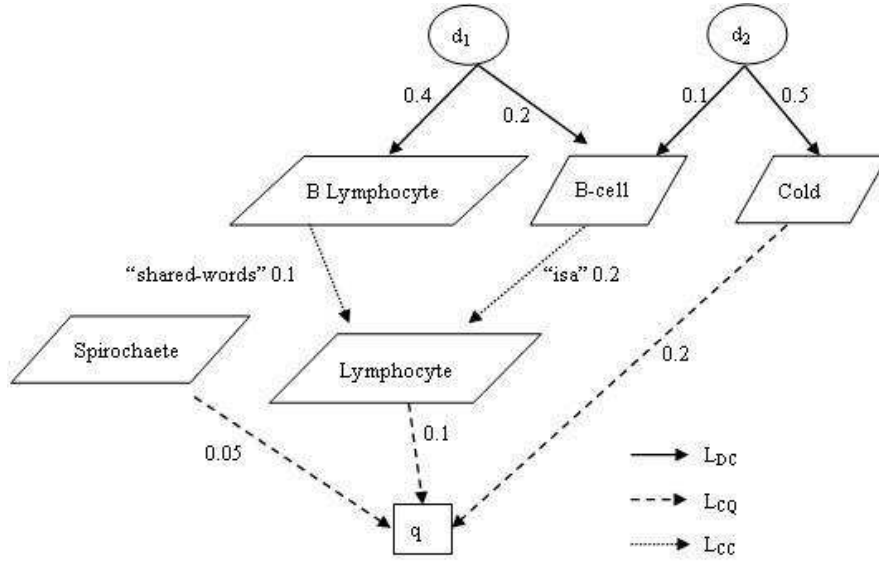 d1
d2
0.4
0.2
0.1
0.5
B Lymphocyte
B-cell
Cold
“shared-words” 0.1
“isa” 0.2
Spirochaete
Lymphocyte
0.2
0.05
0.1
LDC
LCQ
LCC
q